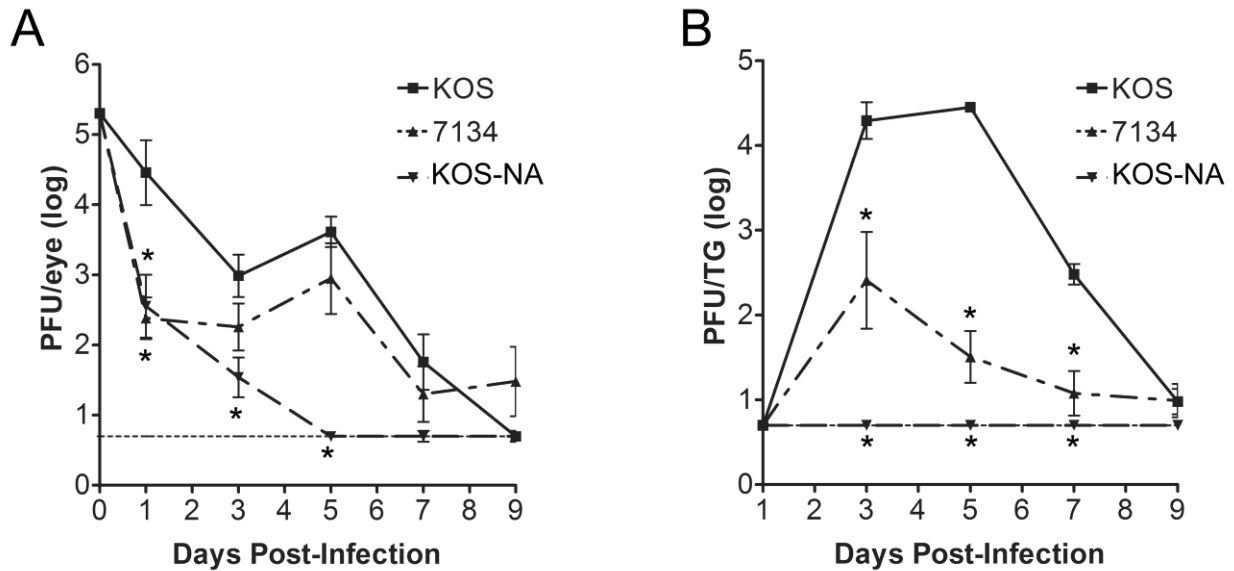 A
PFU/eye (log)
6
5
4
3
2
1
0
KOS
7134
KOS-NA
*
*
*
*
0 1 2 3 4 5 6 7 8 9
Days Post-Infection
B
PFU/TG (log)
5
4
3
2
1
0
KOS
7134
KOS-NA
*
*
*
*
*
*
1 2 3 4 5 6 7 8 9
Days Post-Infection